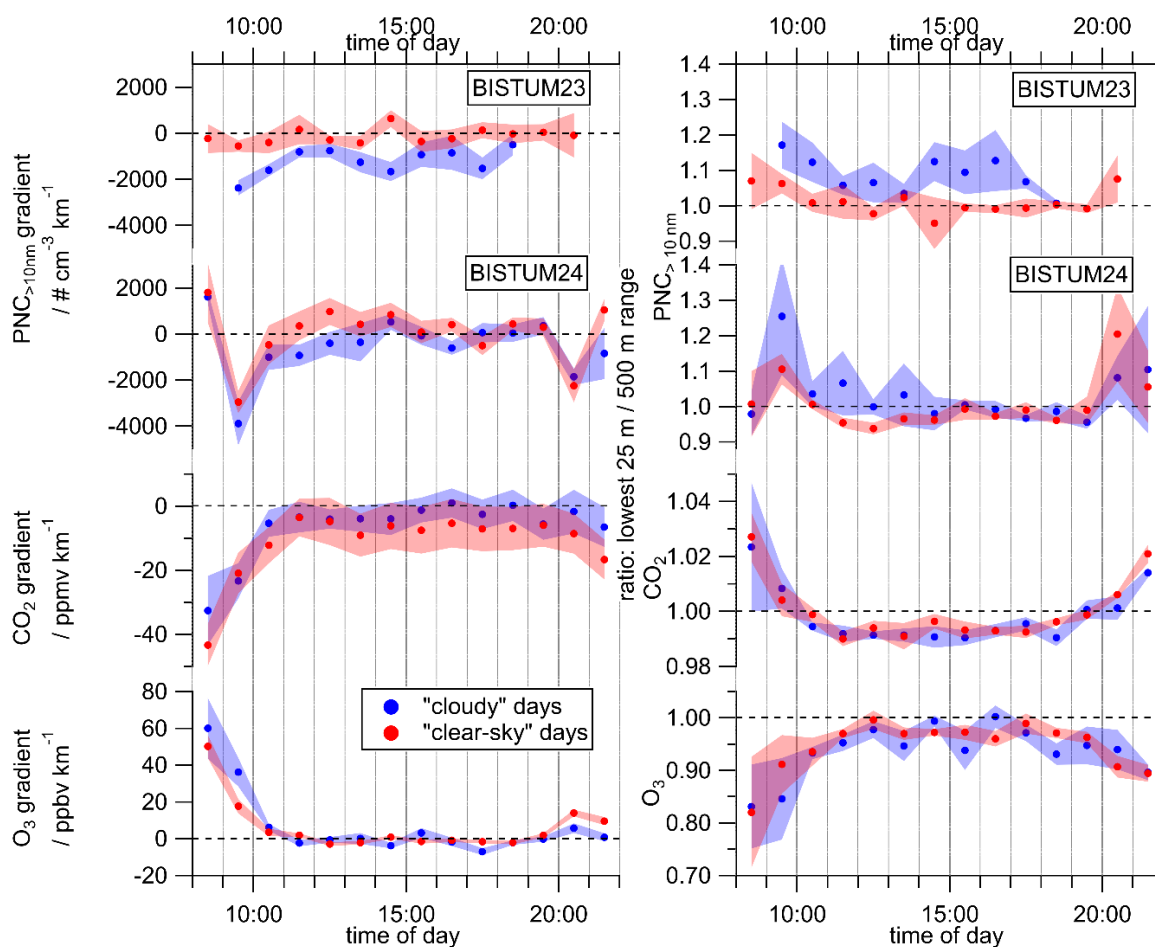 10:00 15:00 20:00
time of day time of day
2000
0
-2000
-4000
BISTUM23
PNC>10nm gradient
/ # cm-3 km-1
2000
0
-2000
-4000
BISTUM24
0
-20
-40
CO2 gradient
/ ppmv km-1
80
60
40
20
0
-20
O3 gradient
/ ppbv km-1
"cloudy" days
"clear-sky" days
10:00 15:00 20:00
time of day
10:00 15:00 20:00
time of day
1.4
1.3
1.2
1.1
1.0
0.9
BISTUM23
PNC> 10 nm
1.4
1.3
1.2
1.1
1.0
0.9
BISTUM24
ratio: lowest 25 m / 500 m range
1.04
1.02
1.00
0.98
CO2
1.00
0.90
0.80
0.70
O3
10:00 15:00 20:00
time of day